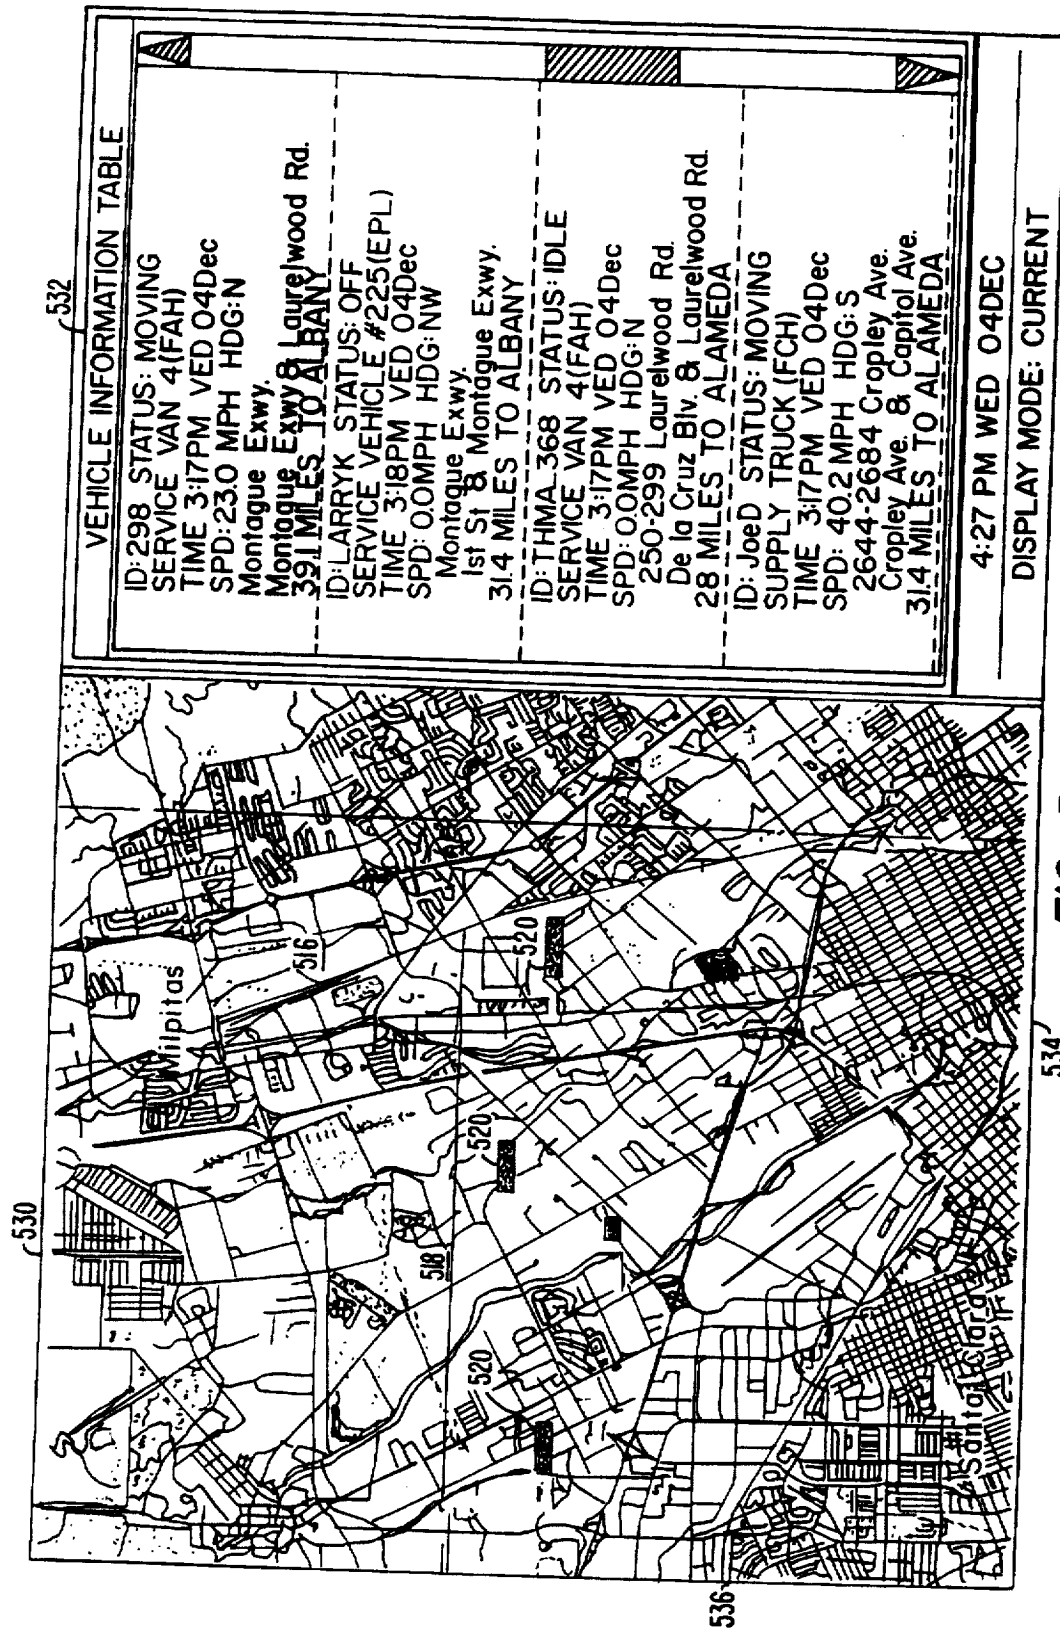 530
532
VEHICLE INFORMATION TABLE
ID:298 STATUS: MOVING
SERVICE VAN 4(FAH)
TIME 3:17PM VED 04Dec
SPD:23.0 MPH HDG:N
Montague Exwy.
Montague Exwy & Laurelwood Rd.
39.1 MILES TO ALBANY
ID:LARRYK STATUS: OFF
SERVICE VEHICLE #225(EPL)
TIME 3:18PM VED 04Dec
SPD: 0.0MPH HDG:NW
Montague Exwy.
1st St & Montague Exwy.
31.4 MILES TO ALBANY
ID:THMA.368 STATUS: IDLE
SERVICE VAN 4(FAH)
TIME 3:17PM VED 04Dec
SPD:0.0MPH HDG:N
250-299 Laurelwood Rd.
De la Cruz Blv. & Laurelwood Rd.
28 MILES TO ALAMEDA
ID: JoeD STATUS: MOVING
SUPPLY TRUCK (FCH)
TIME 3:17PM VED 04Dec
SPD: 40.2 MPH HDG:S
2644-2684 Cropley Ave.
Cropley Ave. & Capitol Ave.
31.4 MILES TO ALAMEDA
4:27 PM WED 04DEC
DISPLAY MODE: CURRENT
Milpitas
516
518
520
520
520
Santa Clara
536
534